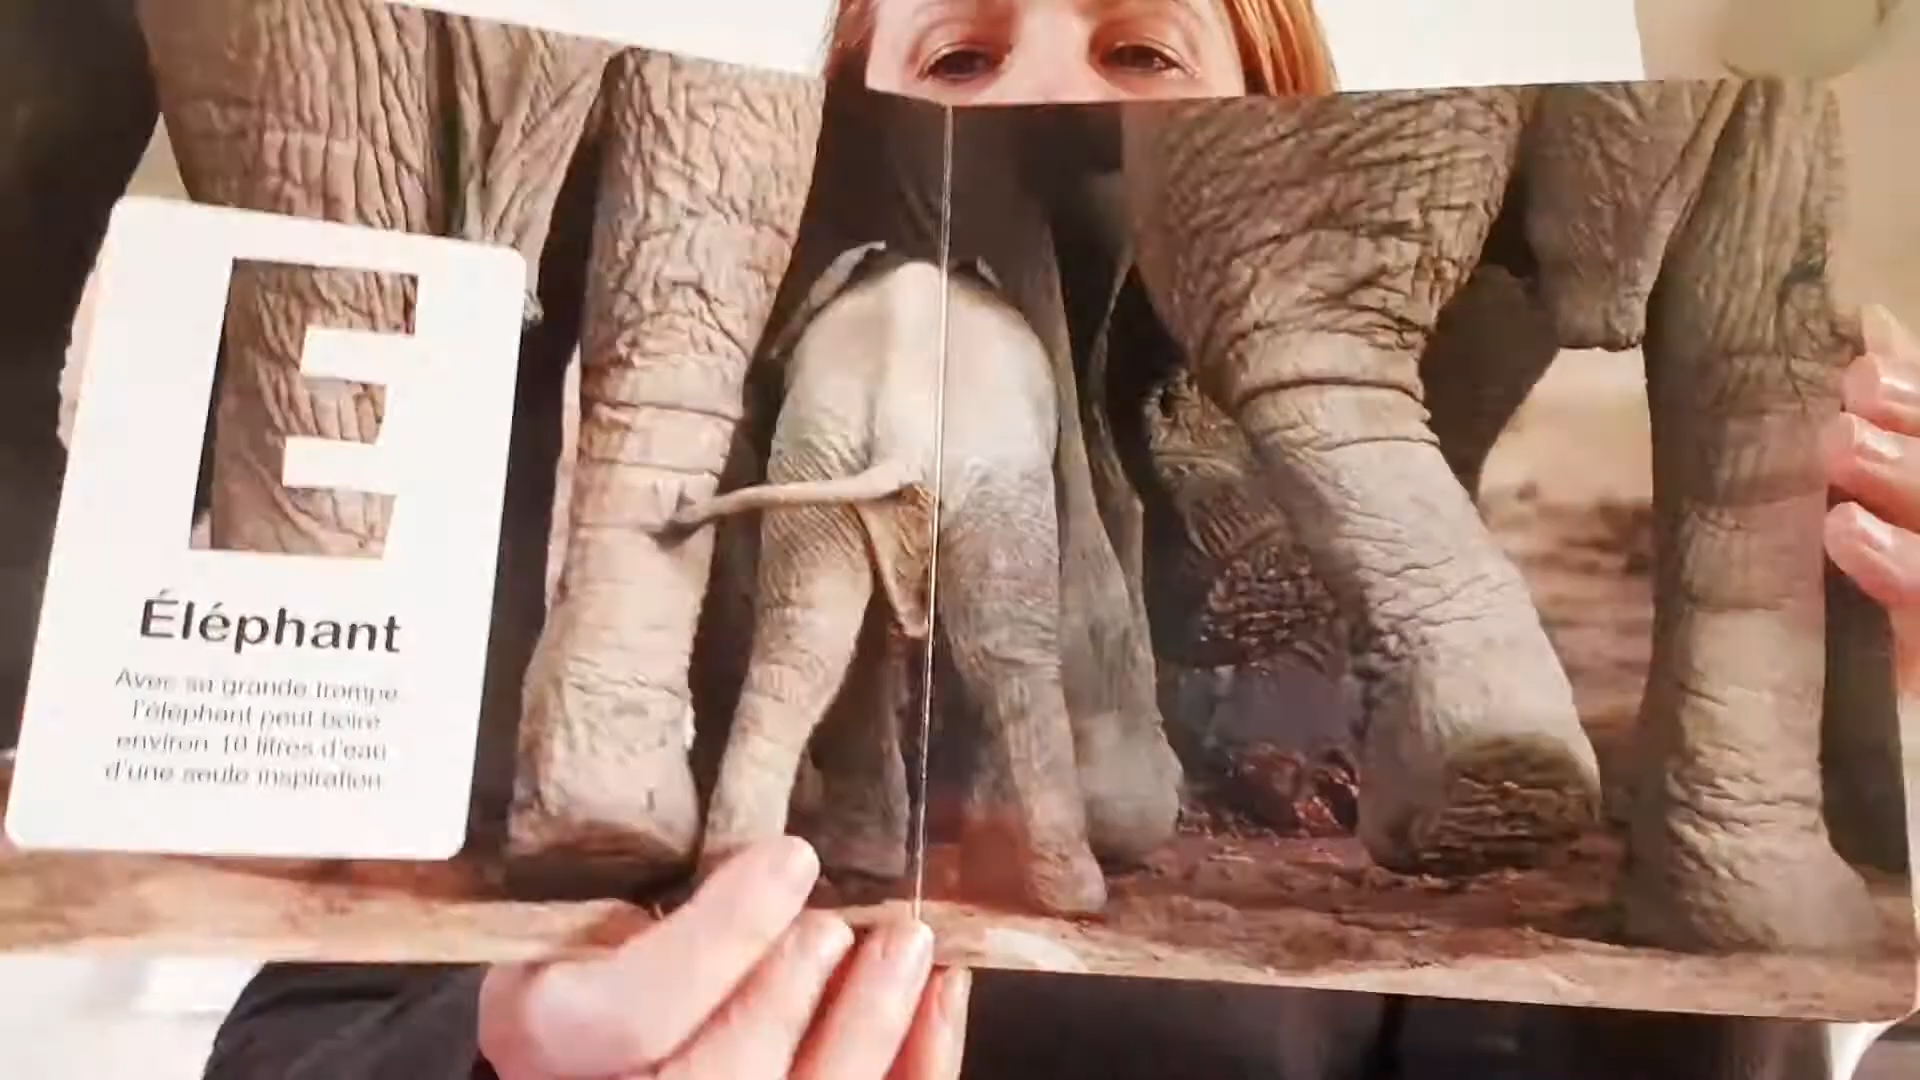 E
Éléphant
Avec sa grande trompe
l'éléphant peut boire
environ 10 litres d'eau
d'une seule inspiration